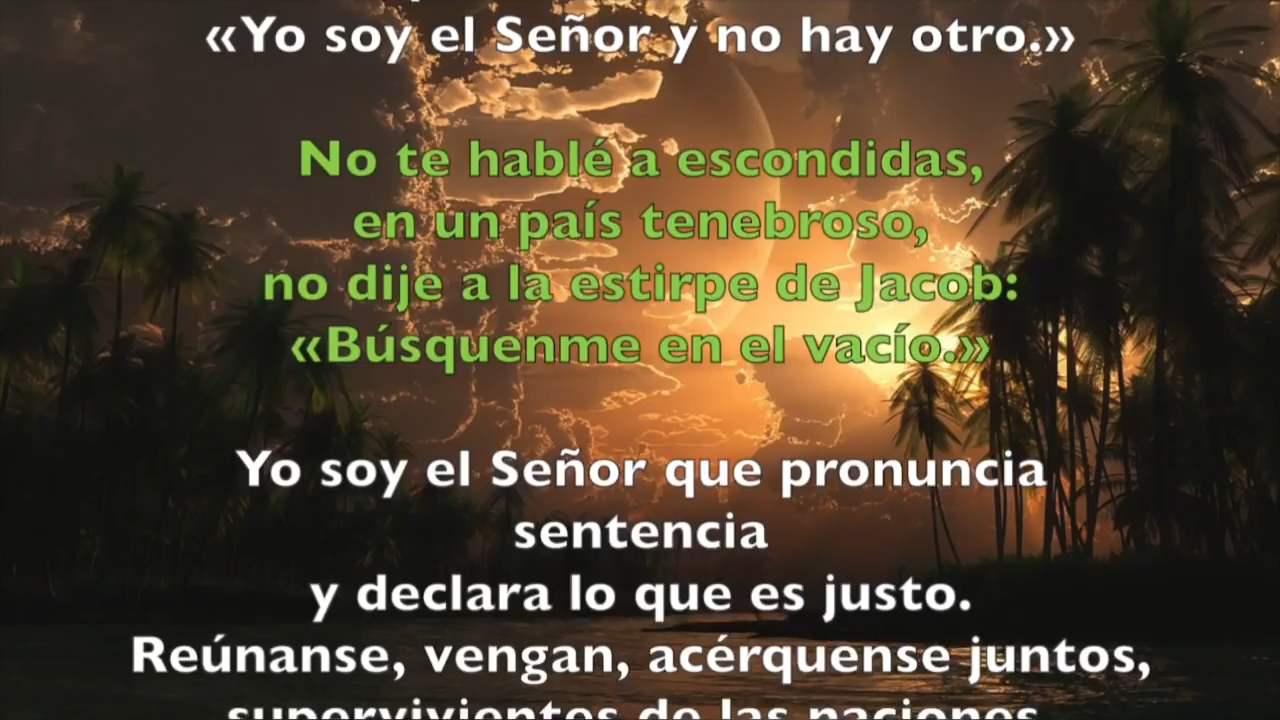 «Yo soy el Señor y no hay otro.»
No te hablé a escondidas,
en un país tenebroso,
no dije a la estirpe de Jacob:
«Búsquenme en el vacío.»
Yo soy el Señor que pronuncia
sentencia
y declara lo que es justo.
Reúnanse, vengan, acérquense juntos,
supervivientes de las naciones